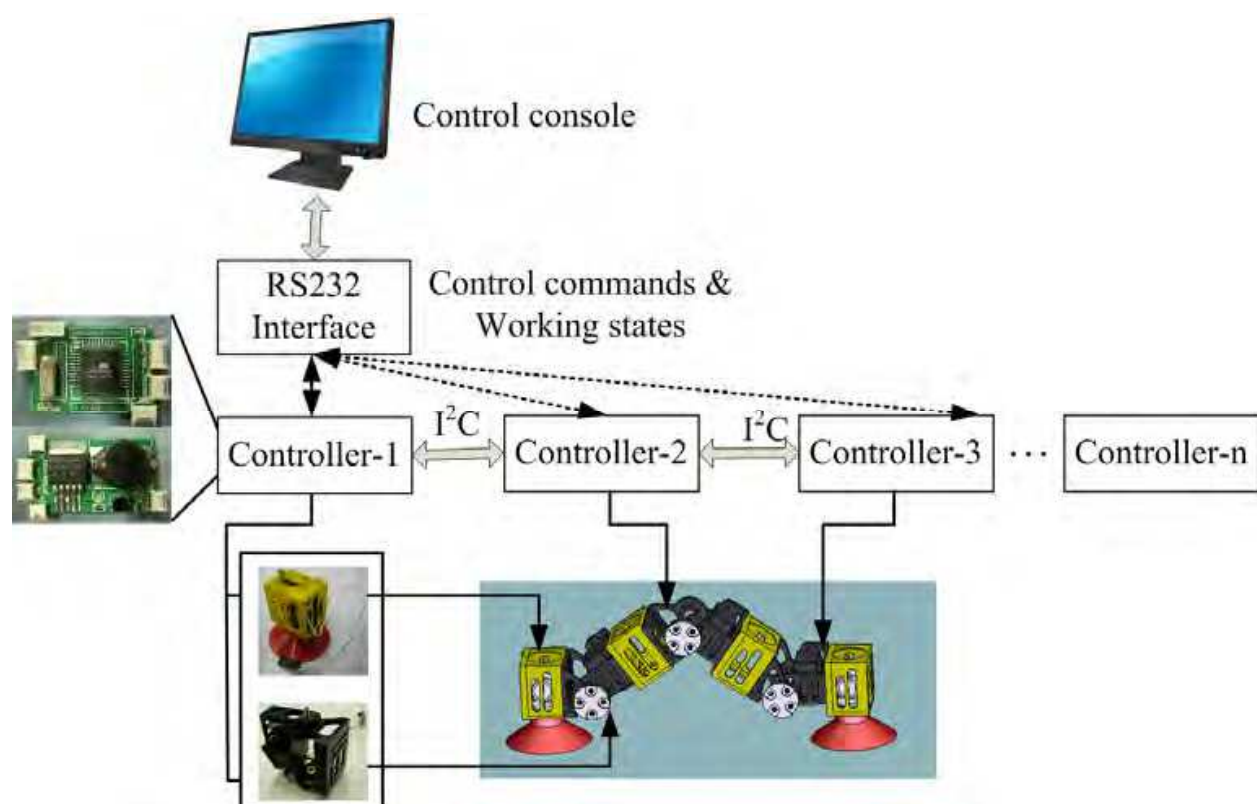 Control console
RS232
Interface
Control commands &
Working states
I²C
I²C
Controller-1
Controller-2
Controller-3
...
Controller-n